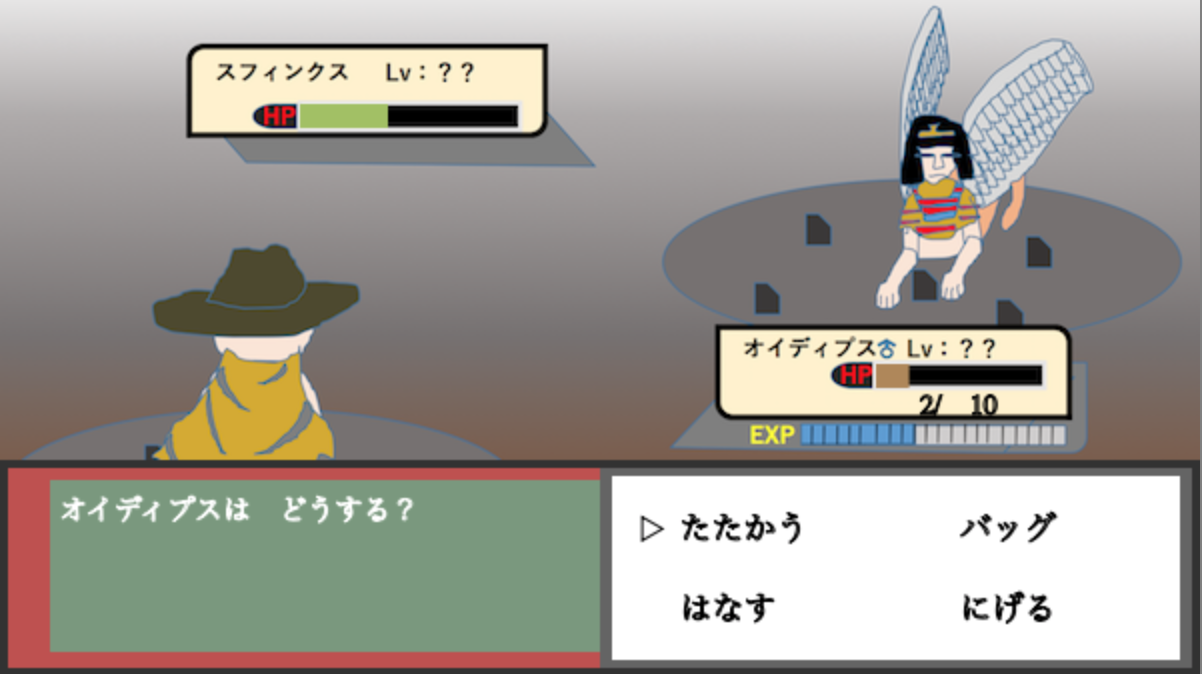 スフィンクス Lv：？？
HP
オイディプス♂ Lv：？？
HP
2/ 10
EXP
オイディプスは どうする？
▷ たたかう バッグ
はなす にげる